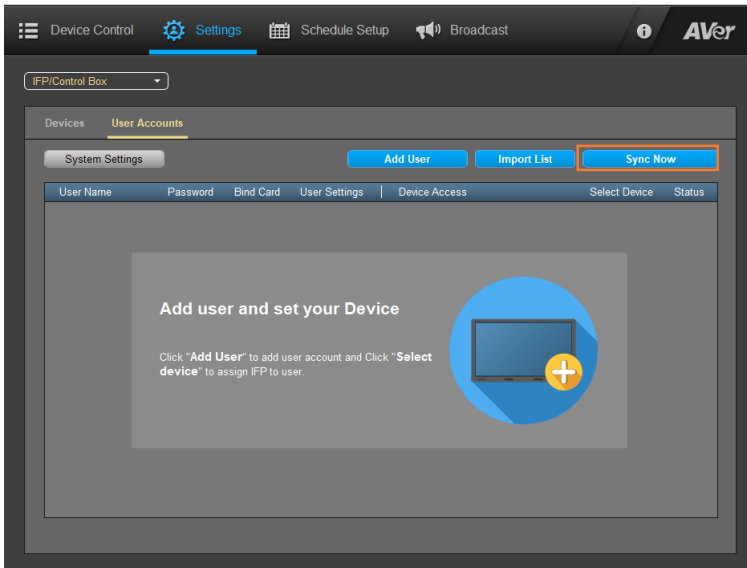 Device Control Settings Schedule Setup Broadcast AVer
IFP/Control Box
Devices User Accounts
System Settings Add User Import List Sync Now
User Name Password Bind Card User Settings Device Access Select Device Status
Add user and set your Device
Click "Add User" to add user account and Click "Select
device" to assign IFP to user.